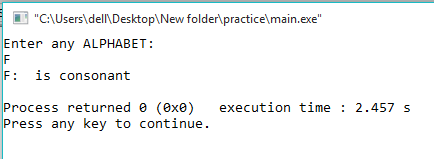 "C:\Users\dell\Desktop\New folder\practice\main.exe"
Enter any ALPHABET:
F
F:  is consonant
Process returned 0 (0x0)   execution time : 2.457 s
Press any key to continue.